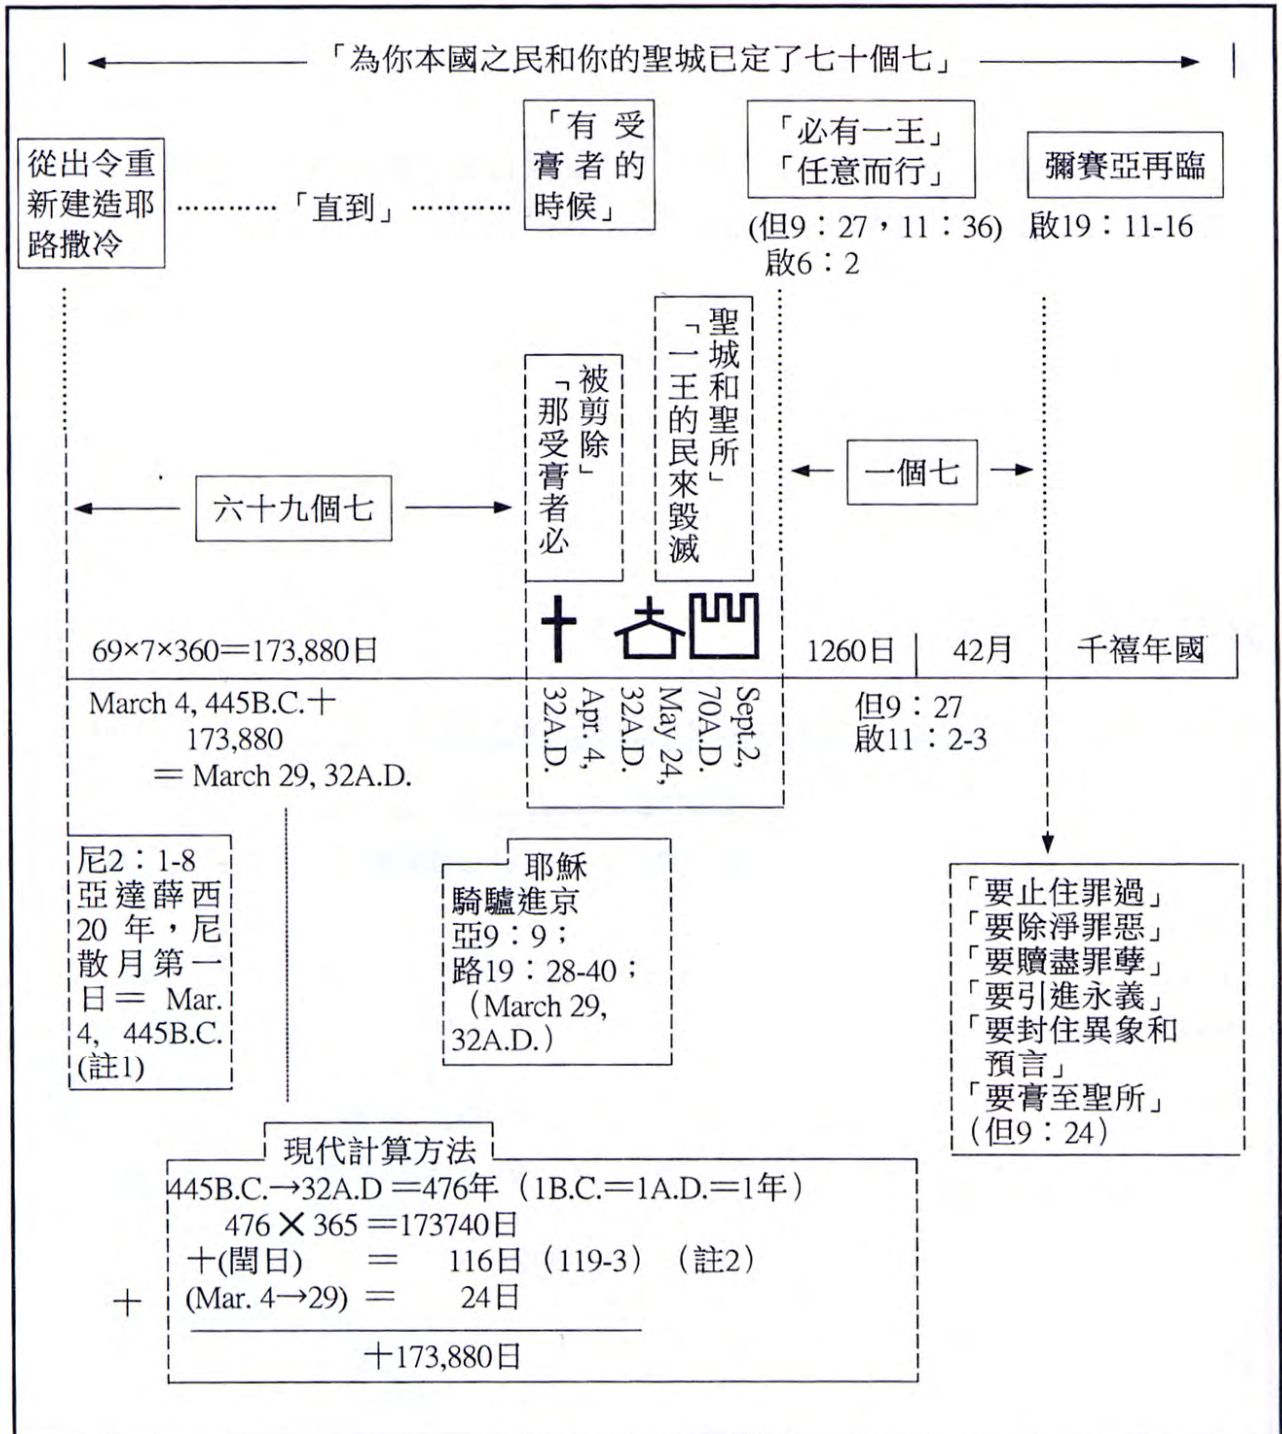 「為你本國之民和你的聖城已定了七十個七」
從出令重
新建造耶
路撒冷
…………「直到」…………
「有受
膏者的
時候」
「必有一王」
「任意而行」
(但9：27，11：36)
啟6：2
彌賽亞再臨
啟19：11-16
六十九個七
「那受膏者必
被剪除」
「一王的民來毀滅
聖城和聖所」
一個七
69×7×360＝173,880日
1260日
42月
千禧年國
March 4, 445B.C.＋
173,880
＝ March 29, 32A.D.
Apr. 4,
32A.D.
May 24,
32A.D.
Sept.2,
70A.D.
但9：27
啟11：2-3
尼2：1-8
亞達薛西
20年，尼
散月第一
日＝ Mar.
4, 445B.C.
(註1)
耶穌
騎驢進京
亞9：9；
路19：28-40；
（March 29,
32A.D.）
「要止住罪過」
「要除淨罪惡」
「要贖盡罪孽」
「要引進永義」
「要封住異象和
預言」
「要膏至聖所」
（但9：24）
現代計算方法
445B.C.→32A.D＝476年（1B.C.＝1A.D.＝1年）
476×365＝173740日
＋(閏日) ＝ 116日（119-3）（註2）
＋ (Mar. 4→29) ＝ 24日
＋173,880日